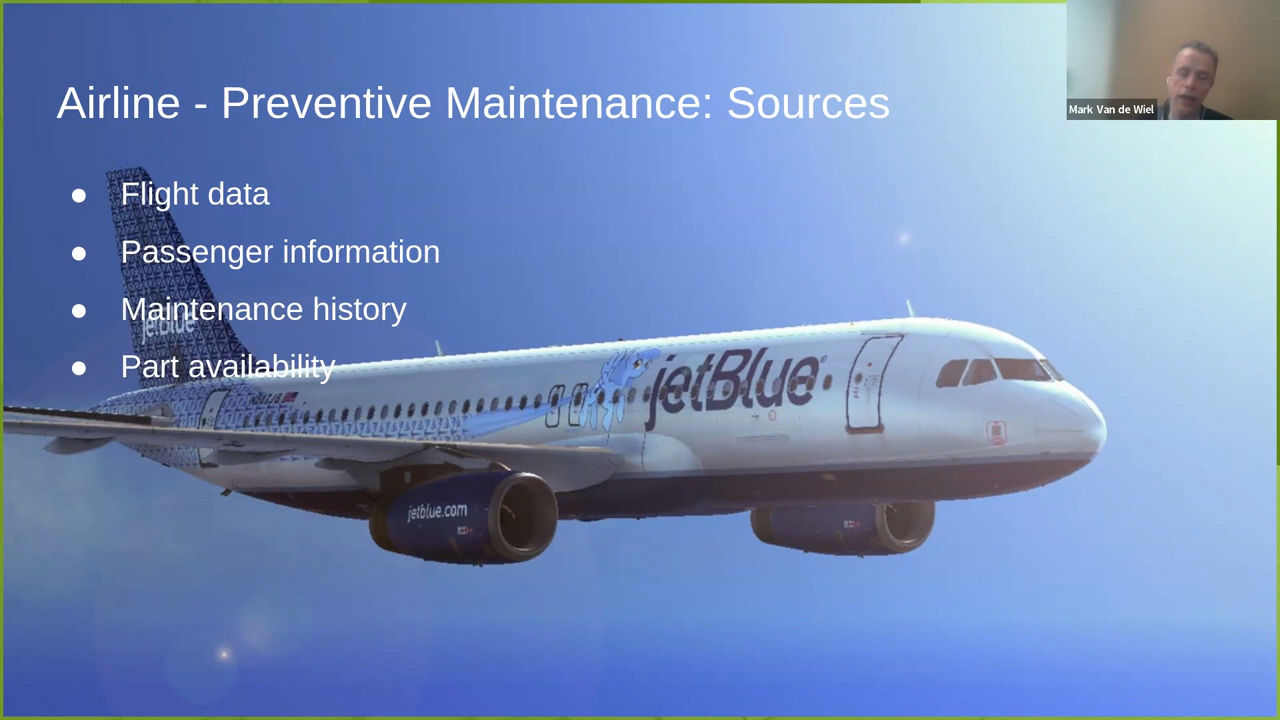 Airline - Preventive Maintenance: Sources
Mark Van de Wiel
● Flight data
● Passenger information
● Maintenance history
● Part availability
jetBlue
jetBlue
jetblue.com